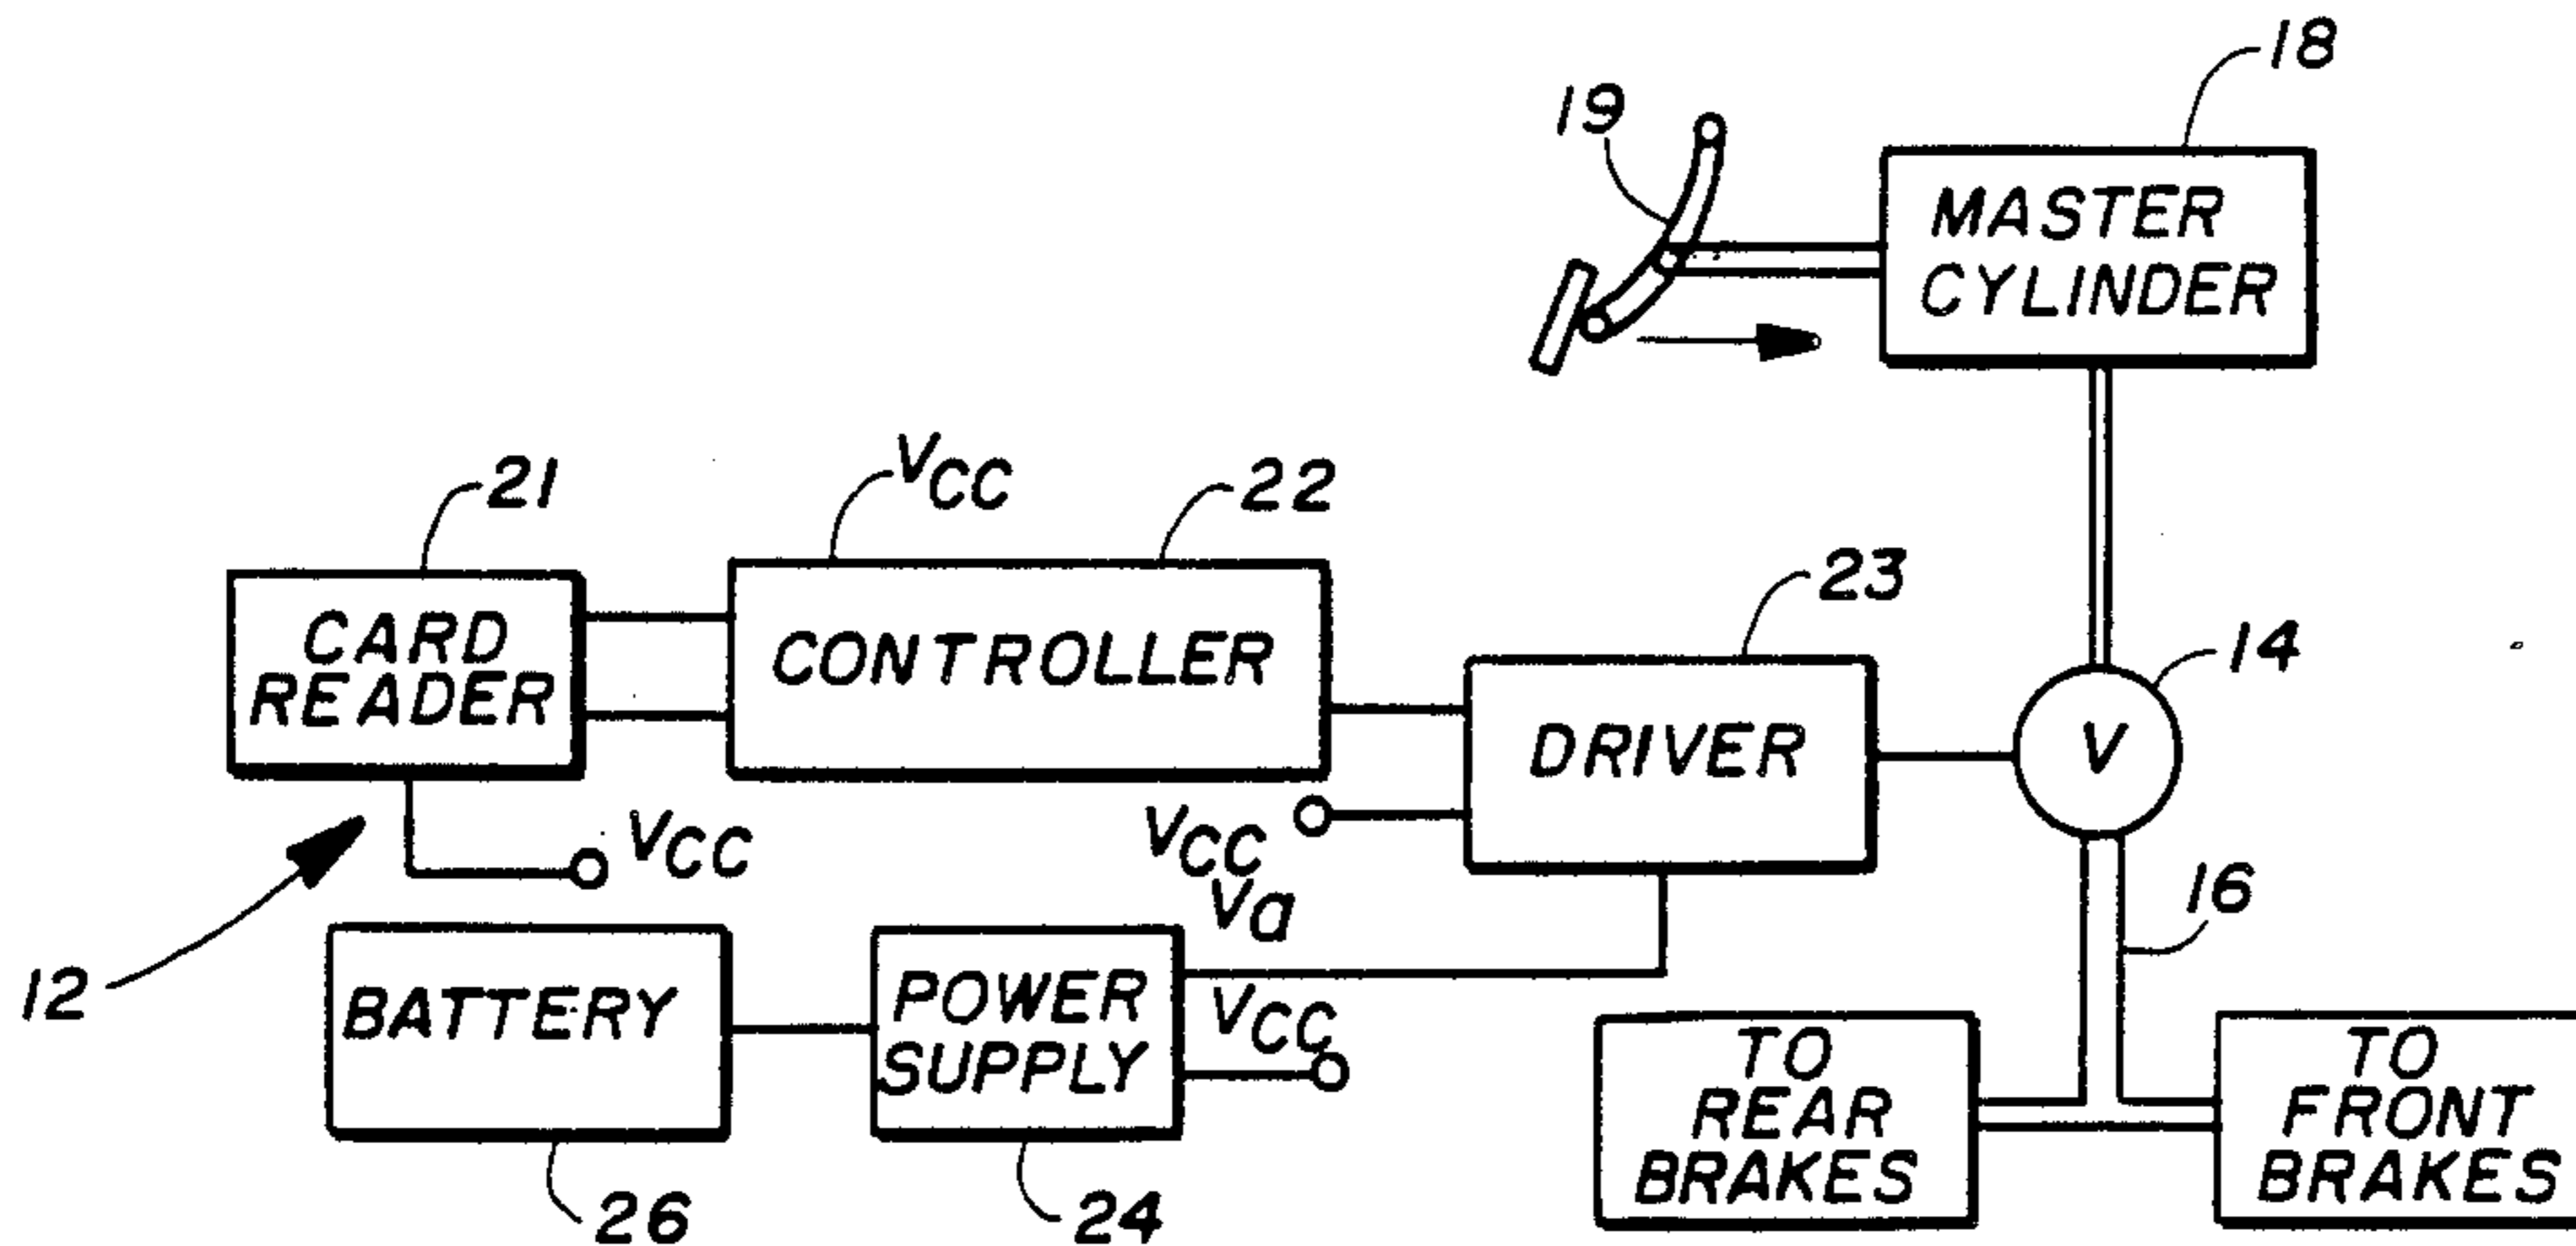 18
19
MASTER
CYLINDER
VCC
21
22
23
CARD
READER
CONTROLLER
14
DRIVER
V
VCC
VCC
Va
16
12
BATTERY
POWER
SUPPLY
VCC
TO
REAR
BRAKES
TO
FRONT
BRAKES
26
24